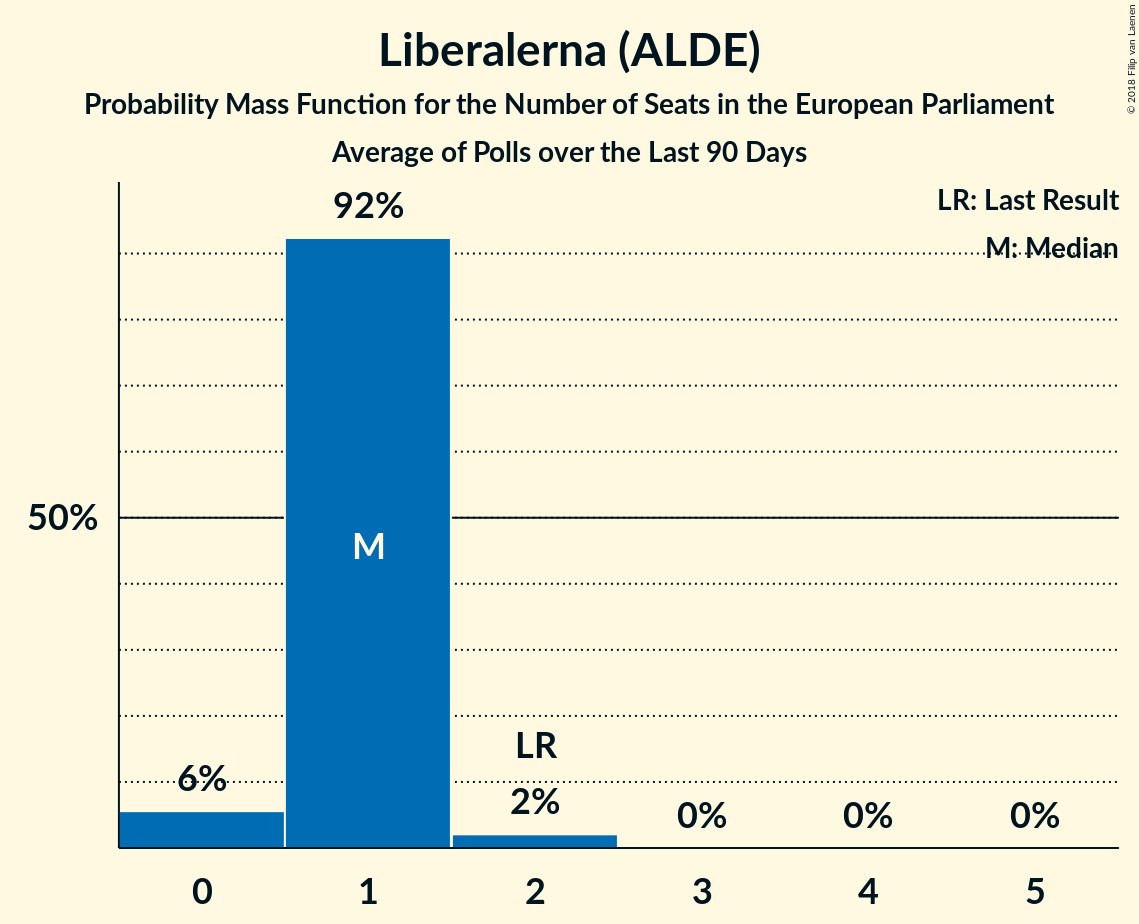 Liberalerna (ALDE)
Probability Mass Function for the Number of Seats in the European Parliament
Average of Polls over the Last 90 Days
© 2018 Filip van Laenen
LR: Last Result
M: Median
92%
50%
M
LR
6%
2%
0%
0%
0%
0
1
2
3
4
5